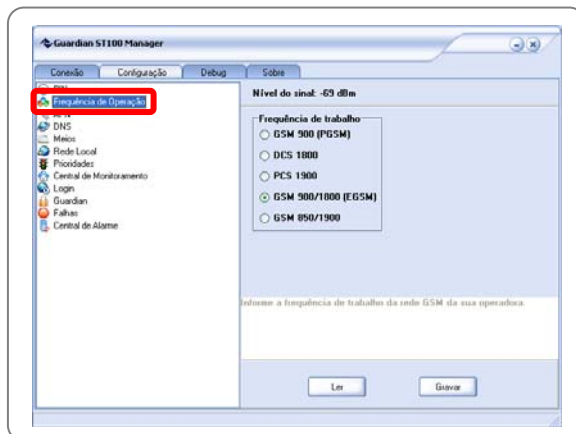 Guardian ST100 Manager
Conexão Configuração Debug Sobre
Frequência de Operação
DNS
Meios
Rede Local
Prioridades
Central de Monitoramento
Login
Guardian
Falhas
Central de Alarme
Nível do sinal: -69 dBm
Frequência de trabalho
GSM 900 (PGSM)
DCS 1800
PCS 1900
GSM 900/1800 (EGSM)
GSM 850/1900
Informe a frequência de trabalho da rede GSM da sua operadora.
Ler Gravar